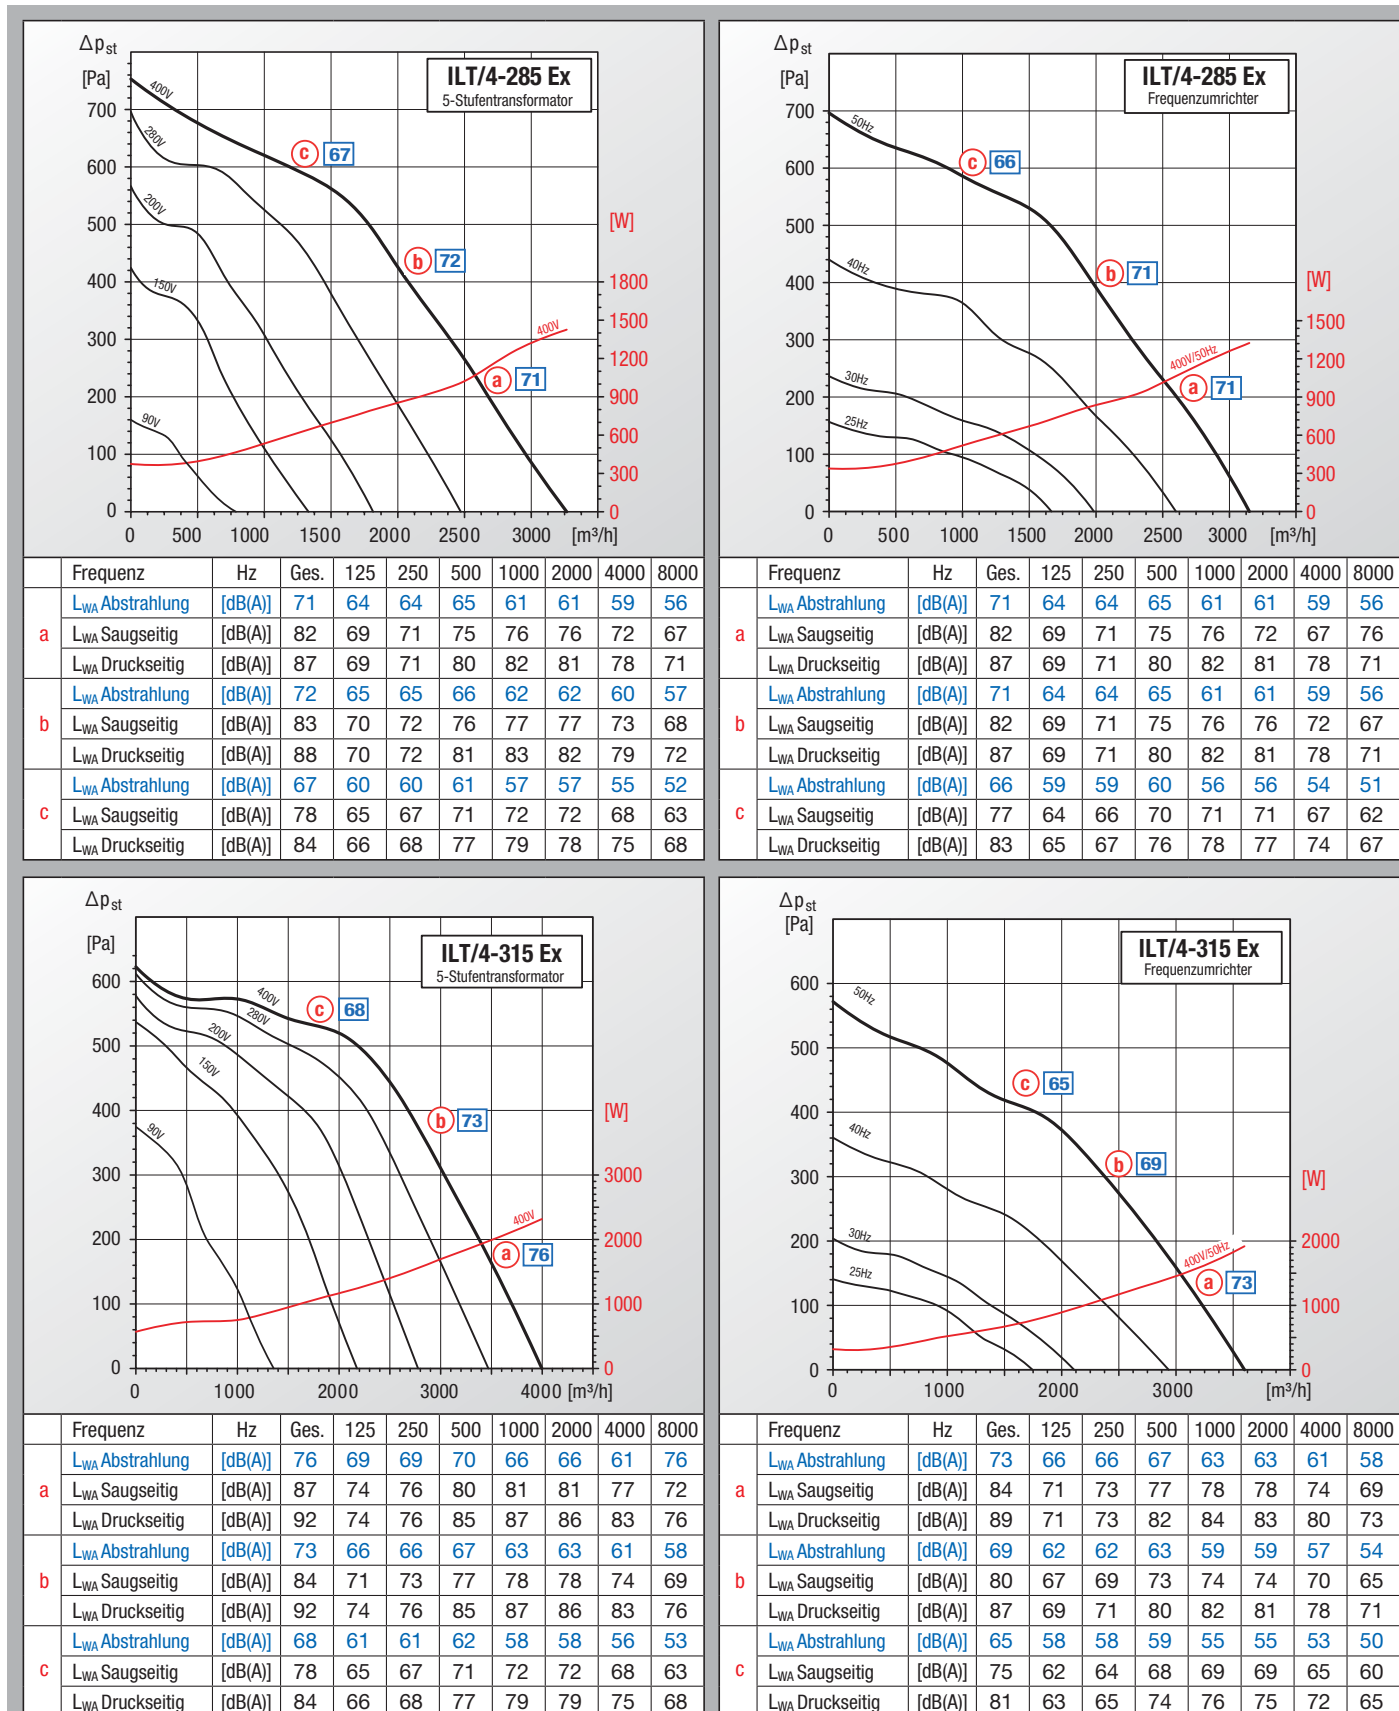 Δp st
[Pa]
ILT/4-285 Ex
5-Stufentransformator
400V
280V
200V
150V
90V
c 67
b 72
a 71
400V
[W]
700
600
500
400
300
200
100
0
1800
1500
1200
900
600
300
0
0 500 1000 1500 2000 2500 3000 [m³/h]
Frequenz Hz Ges. 125 250 500 1000 2000 4000 8000
a
LWA Abstrahlung [dB(A)] 71 64 64 65 61 61 59 56
LWA Saugseitig [dB(A)] 82 69 71 75 76 76 72 67
LWA Druckseitig [dB(A)] 87 69 71 80 82 81 78 71
b
LWA Abstrahlung [dB(A)] 72 65 65 66 62 62 60 57
LWA Saugseitig [dB(A)] 83 70 72 76 77 77 73 68
LWA Druckseitig [dB(A)] 88 70 72 81 83 82 79 72
c
LWA Abstrahlung [dB(A)] 67 60 60 61 57 57 55 52
LWA Saugseitig [dB(A)] 78 65 67 71 72 72 68 63
LWA Druckseitig [dB(A)] 84 66 68 77 79 78 75 68
Δp st
[Pa]
ILT/4-285 Ex
Frequenzumrichter
50Hz
40Hz
30Hz
25Hz
c 66
b 71
a 71
400V/50Hz
[W]
700
600
500
400
300
200
100
0
1500
1200
900
600
300
0
0 500 1000 1500 2000 2500 3000 [m³/h]
Frequenz Hz Ges. 125 250 500 1000 2000 4000 8000
a
LWA Abstrahlung [dB(A)] 71 64 64 65 61 61 59 56
LWA Saugseitig [dB(A)] 82 69 71 75 76 72 67 76
LWA Druckseitig [dB(A)] 87 69 71 80 82 81 78 71
b
LWA Abstrahlung [dB(A)] 71 64 64 65 61 61 59 56
LWA Saugseitig [dB(A)] 82 69 71 75 76 76 72 67
LWA Druckseitig [dB(A)] 87 69 71 80 82 81 78 71
c
LWA Abstrahlung [dB(A)] 66 59 59 60 56 56 54 51
LWA Saugseitig [dB(A)] 77 64 66 70 71 71 67 62
LWA Druckseitig [dB(A)] 83 65 67 76 78 77 74 67
Δp st
[Pa]
ILT/4-315 Ex
5-Stufentransformator
400V
280V
200V
150V
90V
c 68
b 73
a 76
400V
[W]
600
500
400
300
200
100
0
3000
2000
1000
0
0 1000 2000 3000 4000 [m³/h]
Frequenz Hz Ges. 125 250 500 1000 2000 4000 8000
a
LWA Abstrahlung [dB(A)] 76 69 69 70 66 66 61 76
LWA Saugseitig [dB(A)] 87 74 76 80 81 81 77 72
LWA Druckseitig [dB(A)] 92 74 76 85 87 86 83 76
b
LWA Abstrahlung [dB(A)] 73 66 66 67 63 63 61 58
LWA Saugseitig [dB(A)] 84 71 73 77 78 78 74 69
LWA Druckseitig [dB(A)] 92 74 76 85 87 86 83 76
c
LWA Abstrahlung [dB(A)] 68 61 61 62 58 58 56 53
LWA Saugseitig [dB(A)] 78 65 67 71 72 72 68 63
LWA Druckseitig [dB(A)] 84 66 68 77 79 79 75 68
Δp st
[Pa]
ILT/4-315 Ex
Frequenzumrichter
50Hz
40Hz
30Hz
25Hz
c 65
b 69
a 73
400V/50Hz
[W]
600
500
400
300
200
100
0
2000
1000
0
0 1000 2000 3000 [m³/h]
Frequenz Hz Ges. 125 250 500 1000 2000 4000 8000
a
LWA Abstrahlung [dB(A)] 73 66 66 67 63 63 61 58
LWA Saugseitig [dB(A)] 84 71 73 77 78 78 74 69
LWA Druckseitig [dB(A)] 89 71 73 82 84 83 80 73
b
LWA Abstrahlung [dB(A)] 69 62 62 63 59 59 57 54
LWA Saugseitig [dB(A)] 80 67 69 73 74 74 70 65
LWA Druckseitig [dB(A)] 87 69 71 80 82 81 78 71
c
LWA Abstrahlung [dB(A)] 65 58 58 59 55 55 53 50
LWA Saugseitig [dB(A)] 75 62 64 68 69 69 65 60
LWA Druckseitig [dB(A)] 81 63 65 74 76 75 72 65